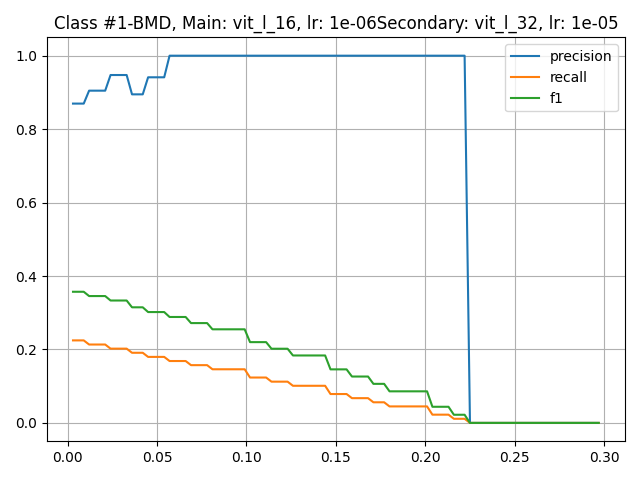 Class #1-BMD, Main: vit_l_16, lr: 1e-06Secondary: vit_l_32, lr: 1e-05
1.0
0.8
0.6
0.4
0.2
0.0
precision
recall
f1
0.00 0.05 0.10 0.15 0.20 0.25 0.30